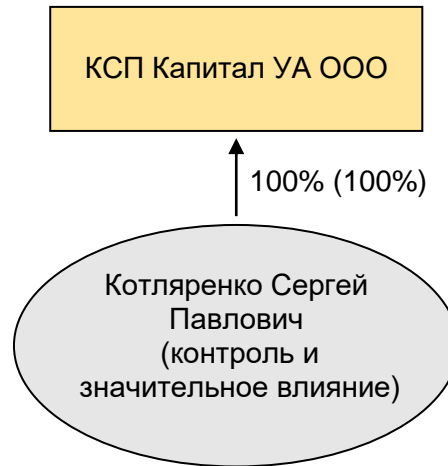 КСП Капитал УА ООО
100% (100%)
Котляренко Сергей
Павлович
(контроль и
значительное влияние)